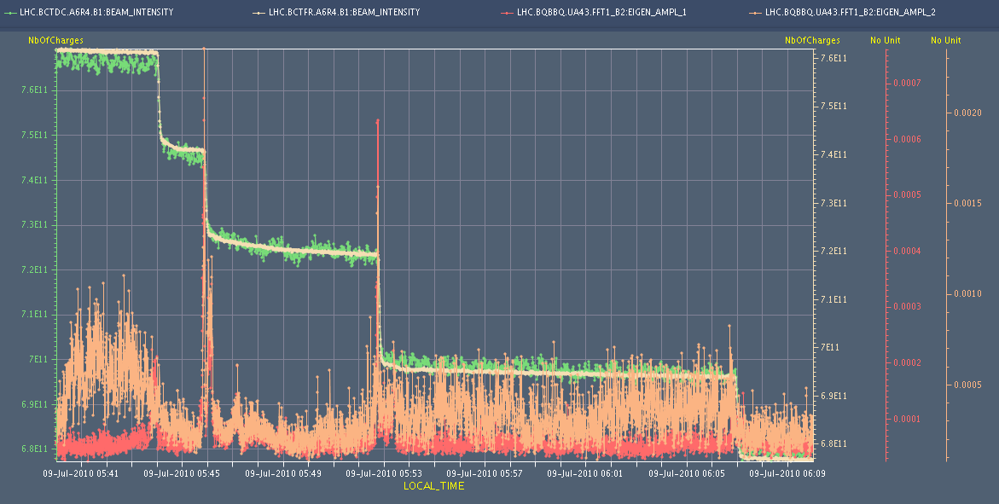 LHC.BCTDC.A6R4.B1:BEAM_INTENSITY LHC.BCTFR.A6R4.B1:BEAM_INTENSITY LHC.BQBBQ.UA43.FFT1_B2:EIGEN_AMPL_1 LHC.BQBBQ.UA43.FFT1_B2:EIGEN_AMPL_2
NbOfCharges NbOfCharges No Unit No Unit
7.6E11
7.5E11
7.4E11
7.3E11
7.2E11
7.1E11
7E11
6.9E11
6.8E11
7.6E11
7.5E11
7.4E11
7.3E11
7.2E11
7.1E11
7E11
6.9E11
6.8E11
0.0007
0.0006
0.0005
0.0004
0.0003
0.0002
0.0001
0.0020
0.0015
0.0010
0.0005
09-Jul-2010 05:41 09-Jul-2010 05:45 09-Jul-2010 05:49 09-Jul-2010 05:53 09-Jul-2010 05:57 09-Jul-2010 06:01 09-Jul-2010 06:05 09-Jul-2010 06:09
LOCAL_TIME